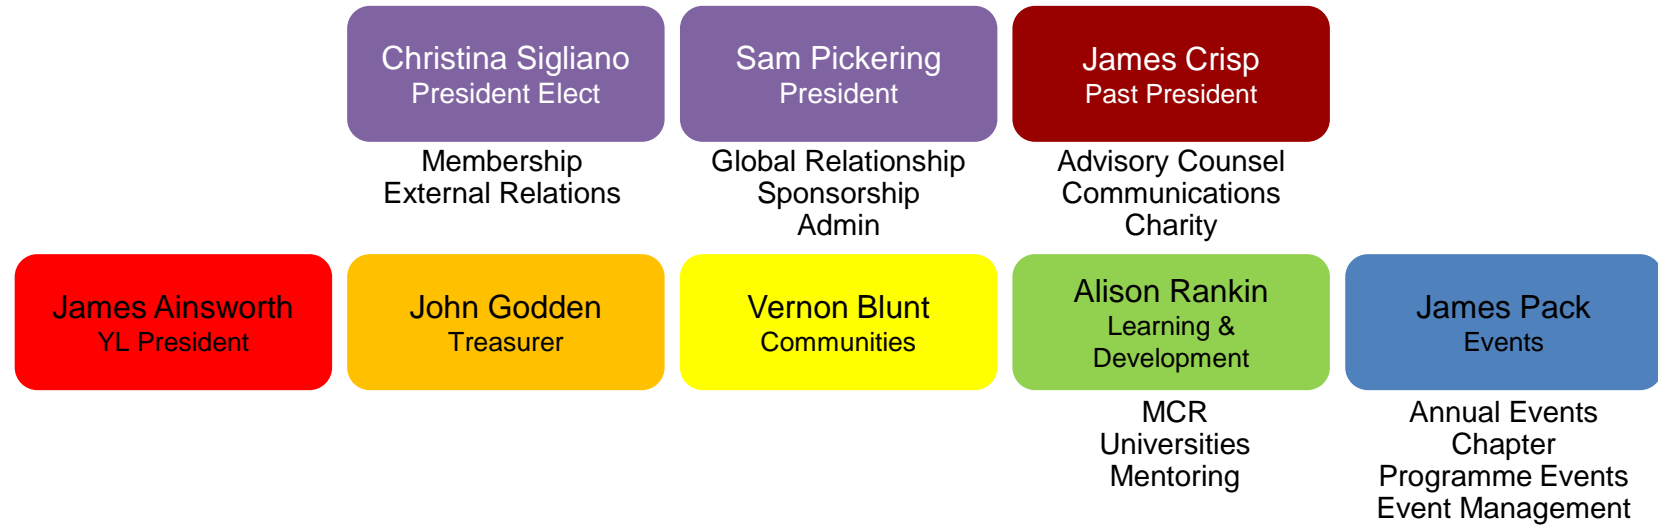 Christina Sigliano
President Elect
Sam Pickering
President
James Crisp
Past President
Membership
External Relations
Global Relationship
Sponsorship
Admin
Advisory Counsel
Communications
Charity
James Ainsworth
YL President
John Godden
Treasurer
Vernon Blunt
Communities
Alison Rankin
Learning &
Development
James Pack
Events
MCR
Universities
Mentoring
Annual Events
Chapter
Programme Events
Event Management